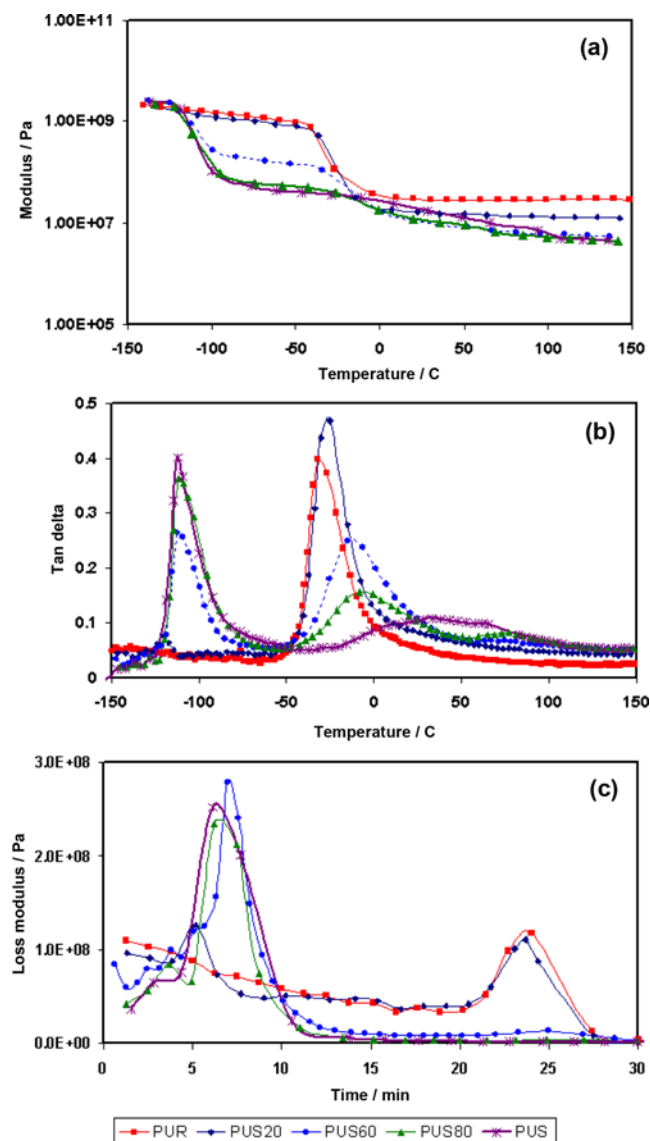 1.00E+11
(a)
1.00E+09
Modulus / Pa
1.00E+07
1.00E+05
-150 -100 -50 0 50 100 150
Temperature / C
0.5
(b)
0.4
0.3
Tan delta
0.2
0.1
0
-150 -100 -50 0 50 100 150
Temperature / C
3.0E+08
(c)
2.0E+08
Loss modulus / Pa
1.0E+08
0.0E+00
0 5 10 15 20 25 30
Time / min
PUR PUS20 PUS60 PUS80 PUS